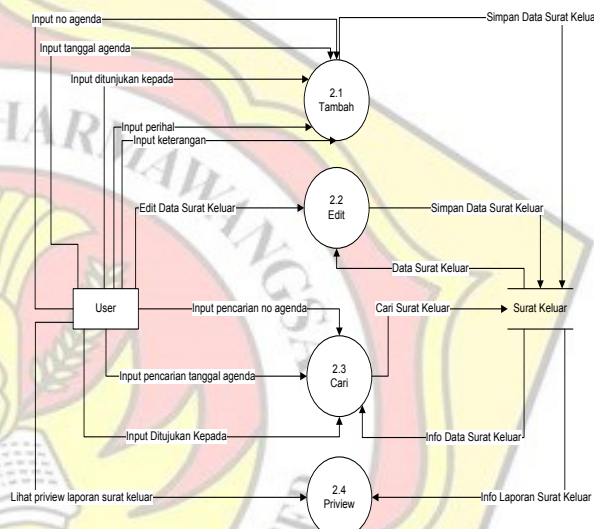 Input no agenda
Simpan Data Surat Kelua
Input tanggal agenda
Input ditunjukan kepada
2.1
Tambah
Input perihal
Input keterangan
2.2
Edit
Edit Data Surat Keluar
Simpan Data Surat Keluar
Data Surat Keluar
User
Input pencarian no agenda
Cari Surat Keluar
Surat Keluar
2.3
Cari
Input pencarian tanggal agenda
Input Ditujukan Kepada
Info Data Surat Keluar
2.4
Priview
Lihat priview laporan surat keluar
Info Laporan Surat Keluar
HARMAWANGSA